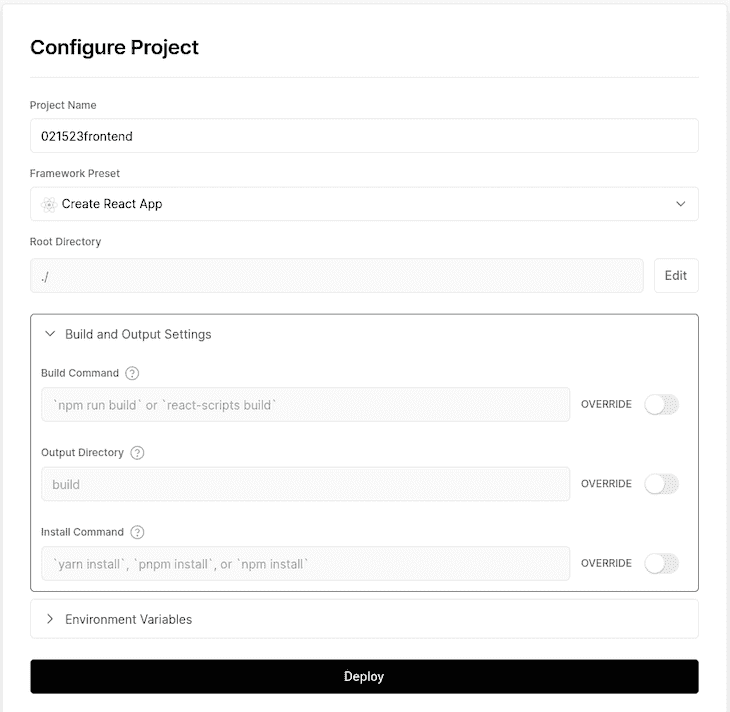 Configure Project
Project Name
021523frontend
Framework Preset
Create React App
Root Directory
./
Edit
Build and Output Settings
Build Command ?
`npm run build` or `react-scripts build`
OVERRIDE
Output Directory ?
build
OVERRIDE
Install Command ?
`yarn install`, `pnpm install`, or `npm install`
OVERRIDE
Environment Variables
Deploy